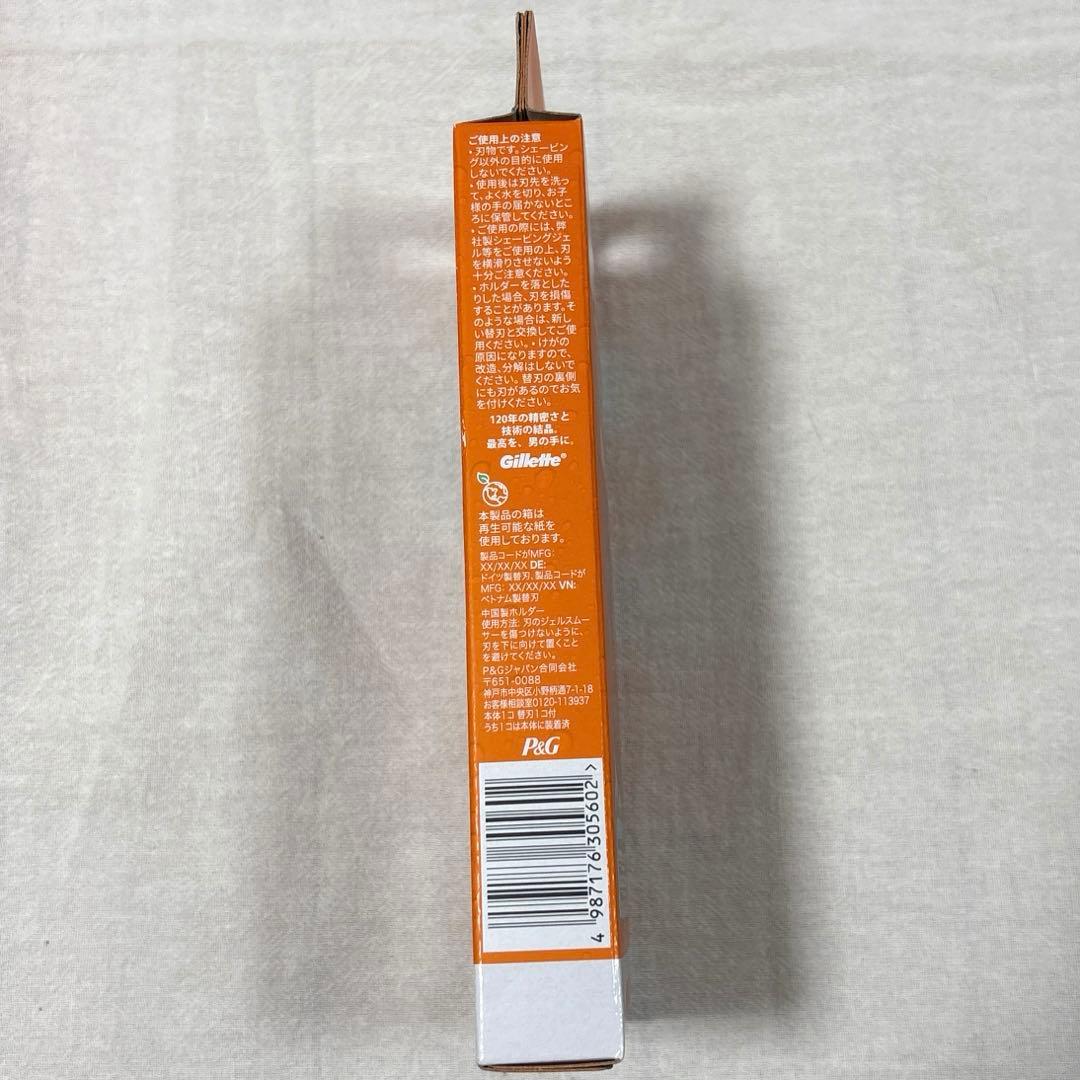 ご使用上の注意
・刃物です。シェービン
グ以外の目的に使用
しないでください。
・使用後は刃先を洗っ
て、よく水を切り、お子
様の手の届かないとこ
ろに保管してください。
・ご使用の際には、弊
社製シェービングジェ
ル等をご使用の上、刃
を横滑りさせないよう
十分ご注意ください。
・ホルダーを落とした
りした場合、刃を損傷
することがあります。そ
のような場合は、新し
い替刃と交換してご使
用ください。・けがの
原因になりますので、
改造、分解はしないで
ください。替刃の裏側
にも刃があるのでお気
を付けください。
120年の精密さと
技術の結晶。
最高を、男の手に。
Gillette®
本製品の箱は
再生可能な紙を
使用しております。
製品コードがMFG:
XX/XX/XX DE:
ドイツ製替刃、製品コードが
MFG: XX/XX/XX VN:
ベトナム製替刃
中国製ホルダー
使用方法: 刃のジェルスムー
サーを傷つけないように、
刃を下に向けて置くこと
を避けてください。
P&Gジャパン合同会社
〒651-0088
神戸市中央区小野柄通7-1-18
お客様相談室0120-113937
本体1コ 替刃1コ付
うち1コは本体に装着済
P&G
4 987176 305602 >